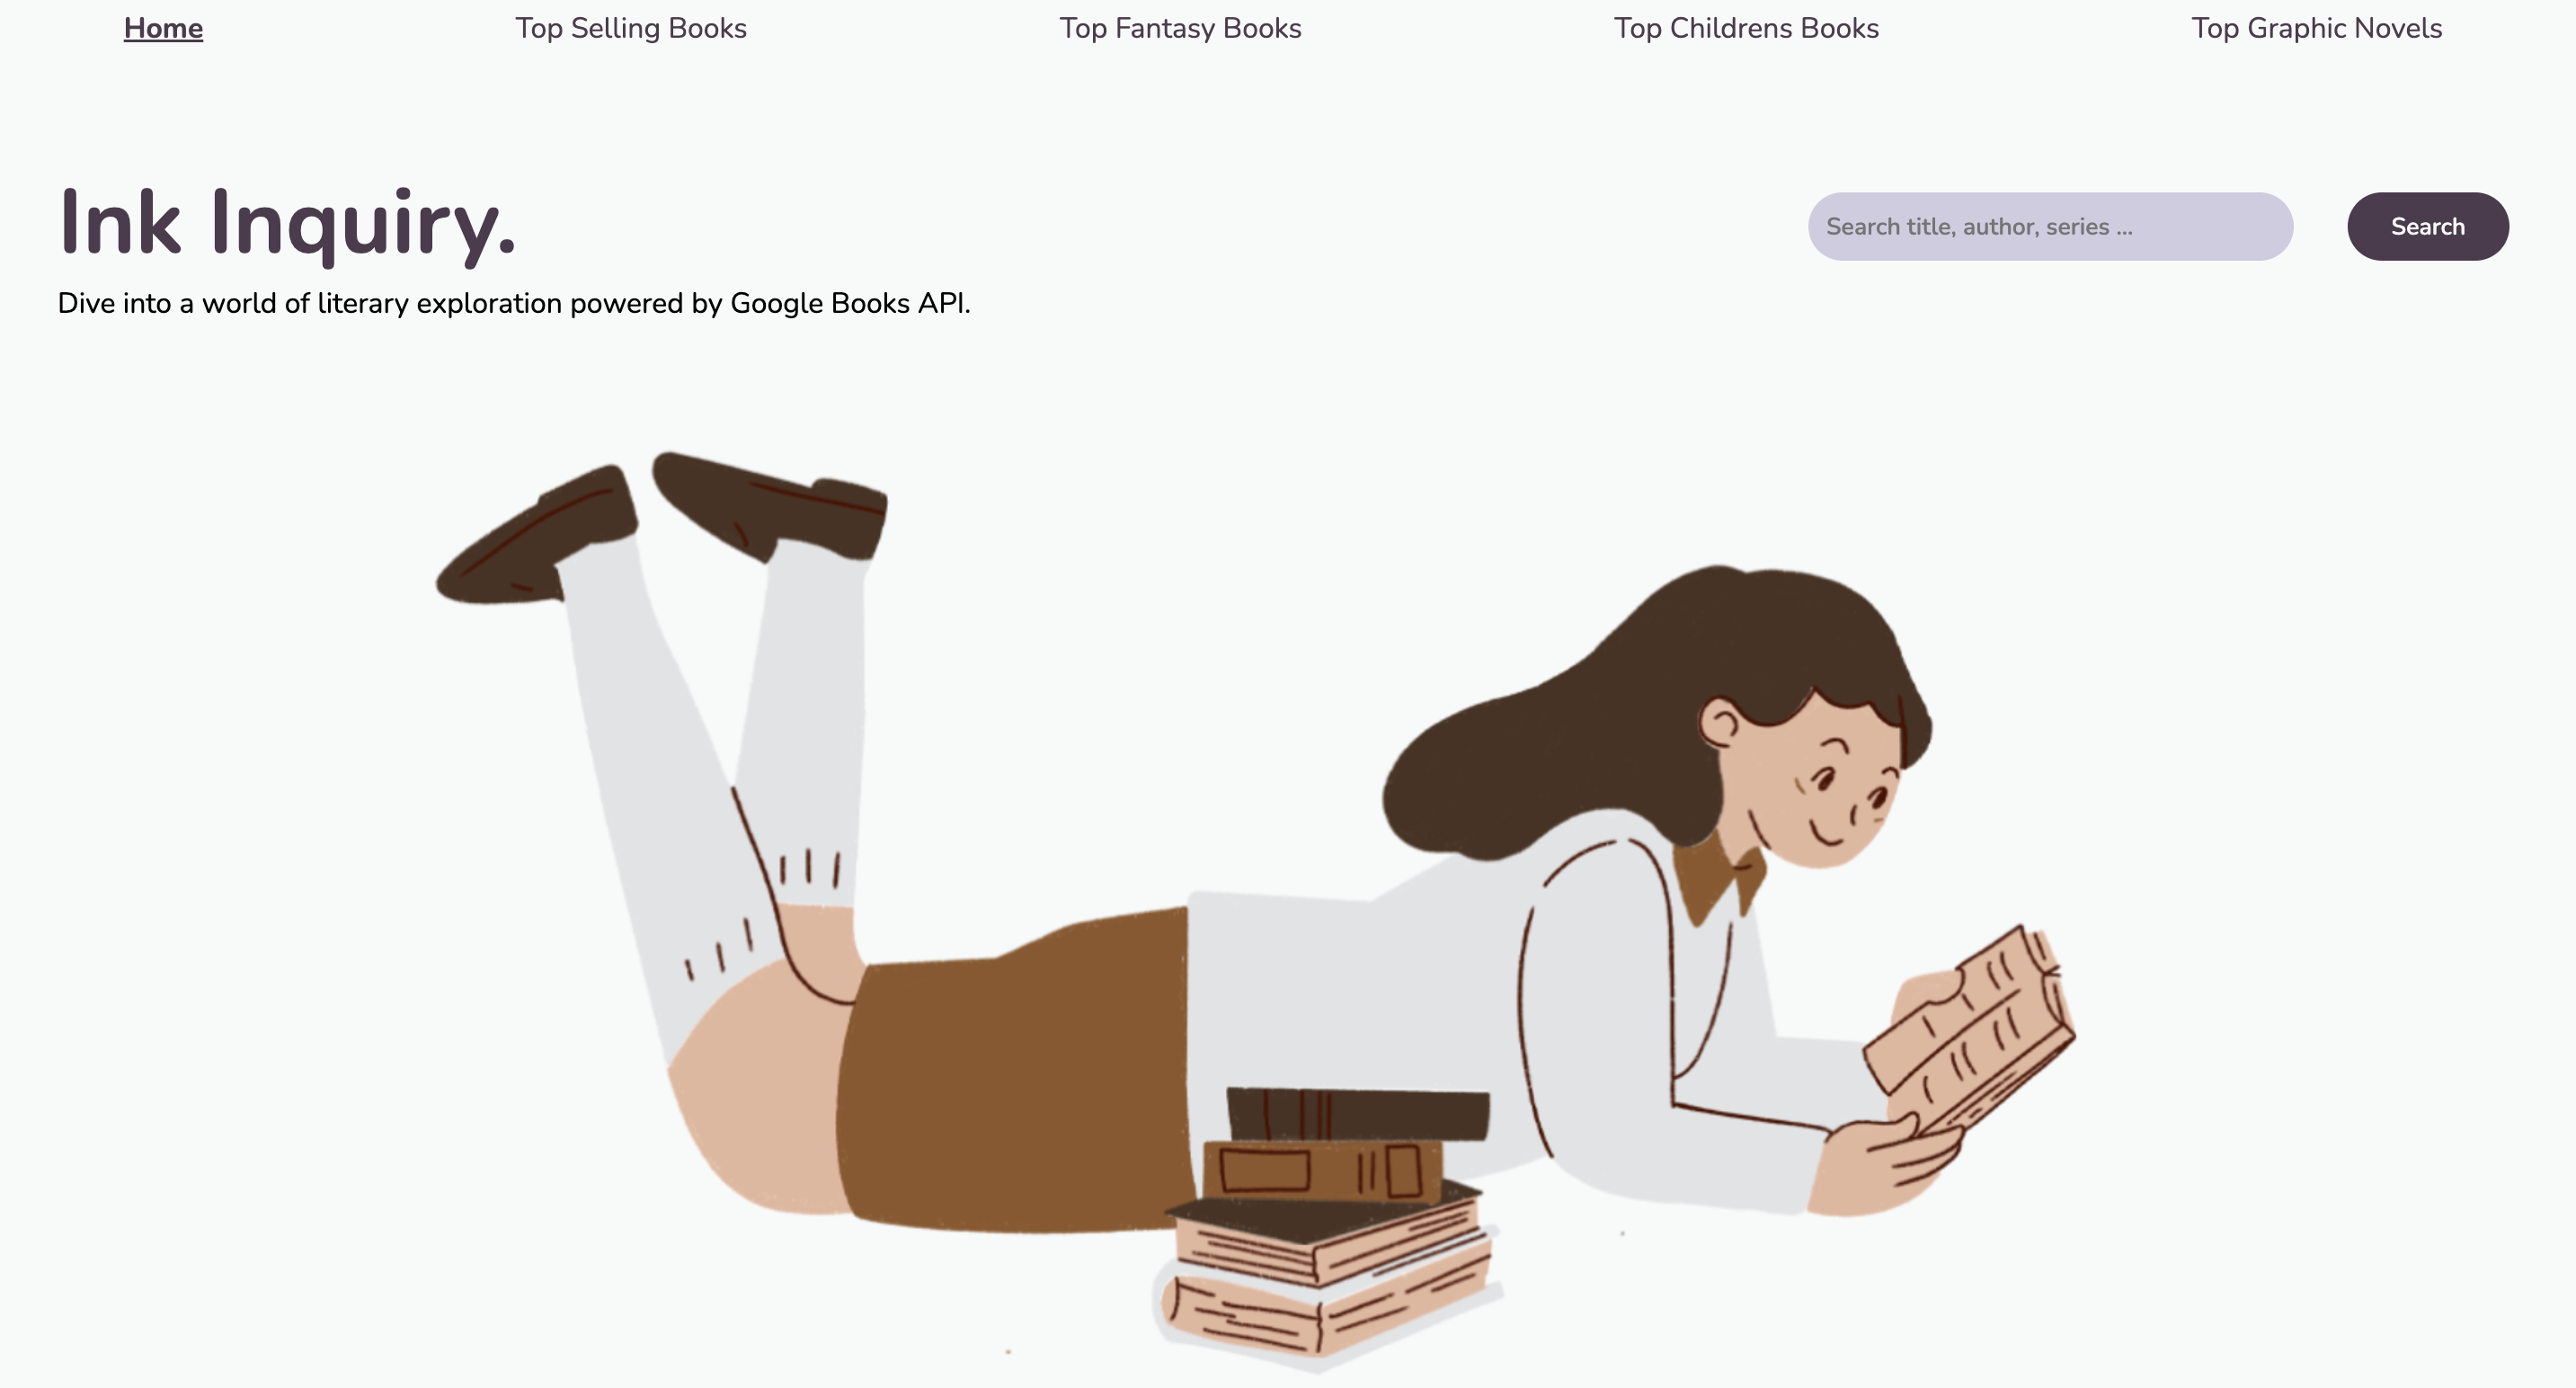 Home
Top Selling Books
Top Fantasy Books
Top Childrens Books
Top Graphic Novels
Ink Inquiry.
Search title, author, series ...
Search
Dive into a world of literary exploration powered by Google Books API.